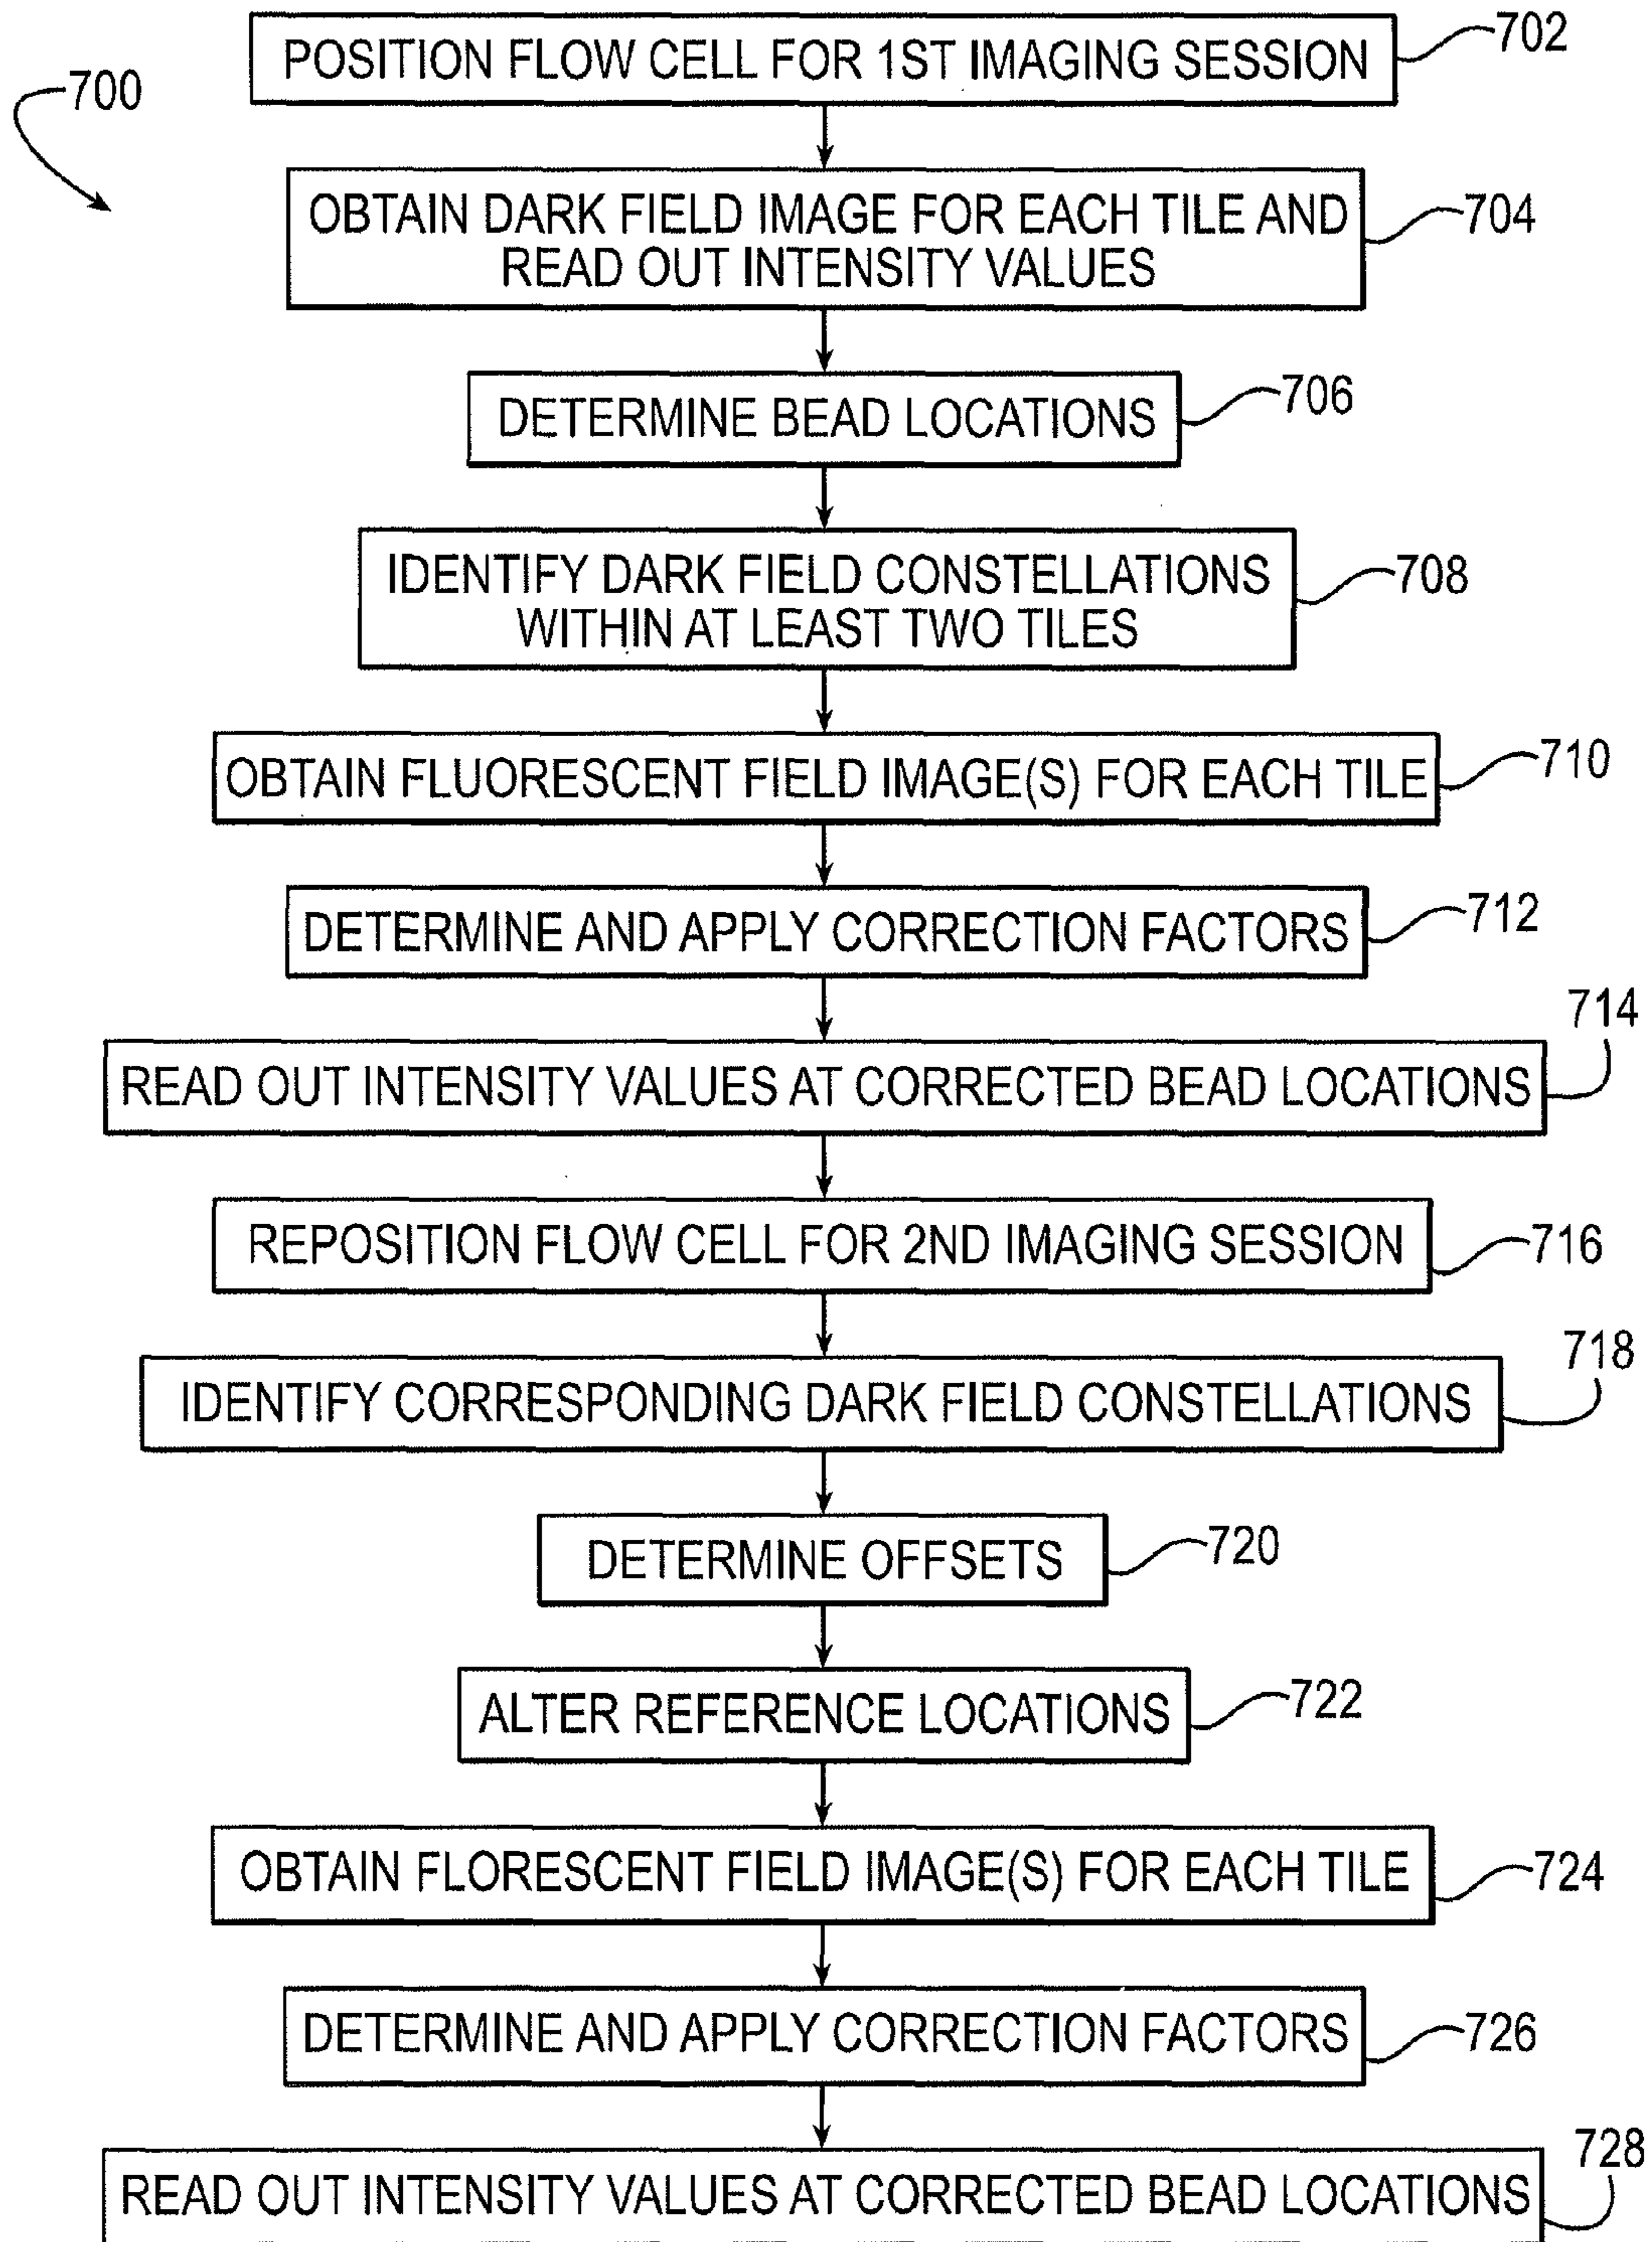 702
POSITION FLOW CELL FOR 1ST IMAGING SESSION
700
704
OBTAIN DARK FIELD IMAGE FOR EACH TILE AND
READ OUT INTENSITY VALUES
706
DETERMINE BEAD LOCATIONS
708
IDENTIFY DARK FIELD CONSTELLATIONS
WITHIN AT LEAST TWO TILES
710
OBTAIN FLUORESCENT FIELD IMAGE(S) FOR EACH TILE
712
DETERMINE AND APPLY CORRECTION FACTORS
714
READ OUT INTENSITY VALUES AT CORRECTED BEAD LOCATIONS
716
REPOSITION FLOW CELL FOR 2ND IMAGING SESSION
718
IDENTIFY CORRESPONDING DARK FIELD CONSTELLATIONS
720
DETERMINE OFFSETS
722
ALTER REFERENCE LOCATIONS
724
OBTAIN FLORESCENT FIELD IMAGE(S) FOR EACH TILE
726
DETERMINE AND APPLY CORRECTION FACTORS
728
READ OUT INTENSITY VALUES AT CORRECTED BEAD LOCATIONS